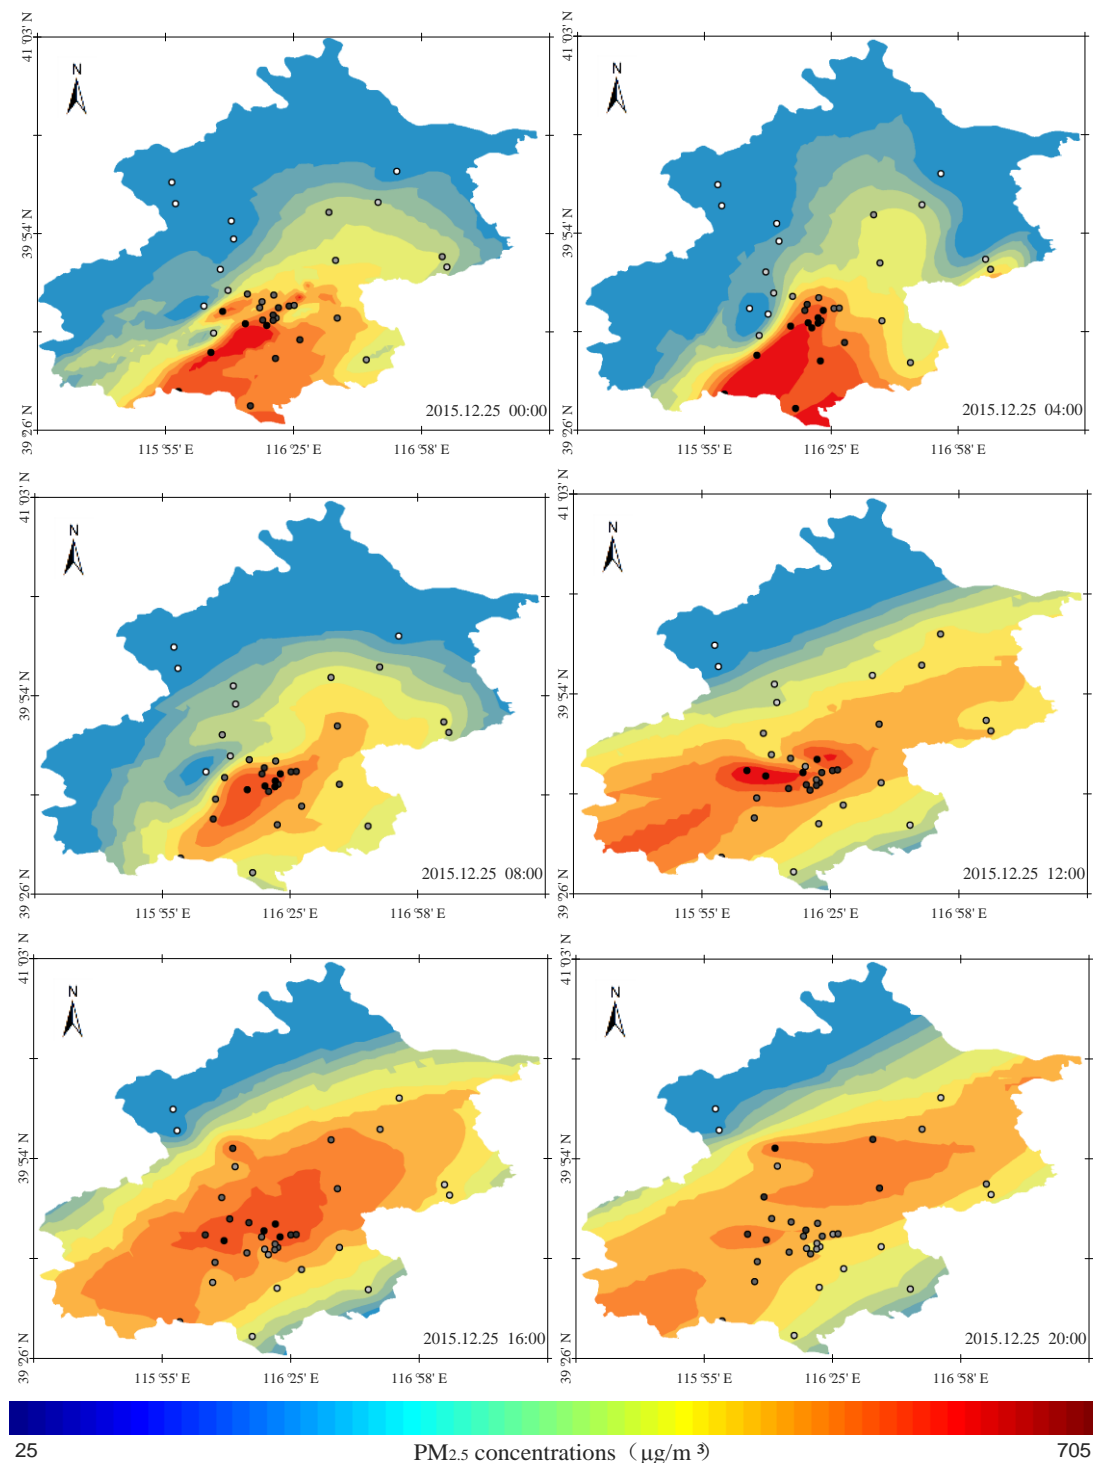 41°03' N
N
39°54' N
39°26' N
2015.12.25 00:00
115°55' E 116°25' E 116°58' E
41°03' N
N
39°54' N
39°26' N
2015.12.25 04:00
115°55' E 116°25' E 116°58' E
41°03' N
N
39°54' N
39°26' N
2015.12.25 08:00
115°55' E 116°25' E 116°58' E
41°03' N
N
39°54' N
39°26' N
2015.12.25 12:00
115°55' E 116°25' E 116°58' E
41°03' N
N
39°54' N
39°26' N
2015.12.25 16:00
115°55' E 116°25' E 116°58' E
41°03' N
N
39°54' N
39°26' N
2015.12.25 20:00
115°55' E 116°25' E 116°58' E
25 PM2.5 concentrations（μg/m³） 705